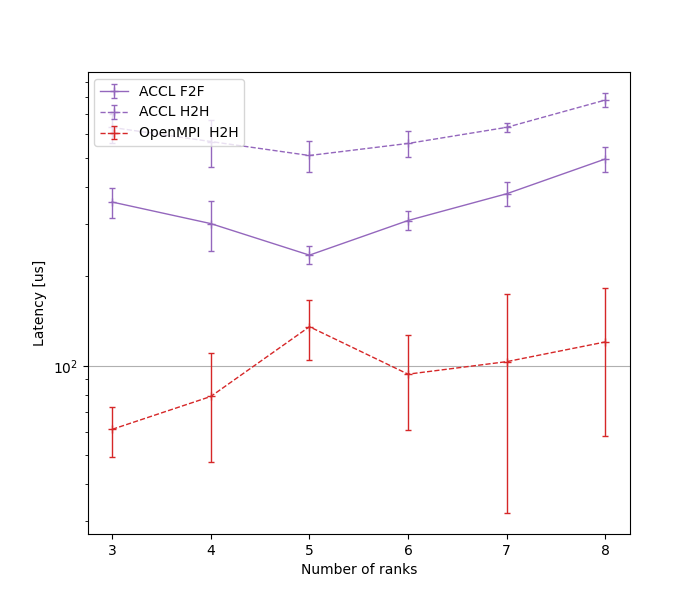 ACCL F2F
ACCL H2H
OpenMPI  H2H
Latency [us]
10²
3 4 5 6 7 8
Number of ranks